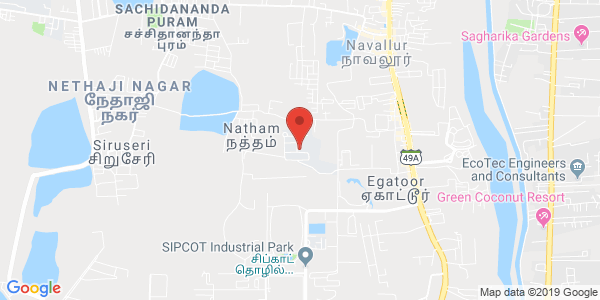 SACHIDANANDA
PURAM
சச்சிதானந்தா
புரம்
Navallur
நாவலூர்
Sagharika Gardens
NETHAJI NAGAR
நேதாஜி
நகர்
Siruseri
சிறுசேரி
Natham
நத்தம்
49A
EcoTec Engineers
and Consultants
Egatoor
ஏகாட்டூர்
Green Coconut Resort
SIPCOT Industrial Park
சிப்காட்
தொழில்...
Google
Map data ©2019 Google